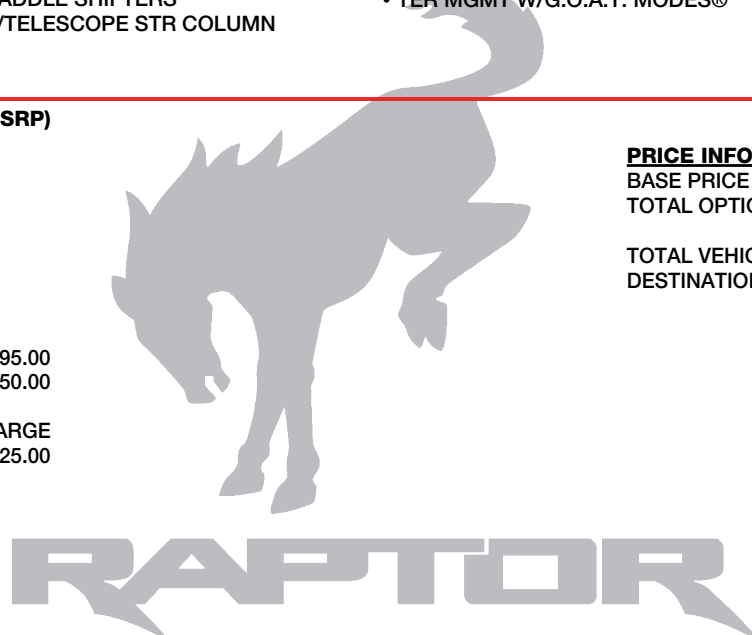 ADDLE SHIFTERS
/TELESCOPE STR COLUMN
• TER MGMT W/G.O.A.T. MODES®
SRP)
95.00
50.00
ARGE
25.00
PRICE INFO
BASE PRICE
TOTAL OPTIO
TOTAL VEHIC
DESTINATION
RAPTOR